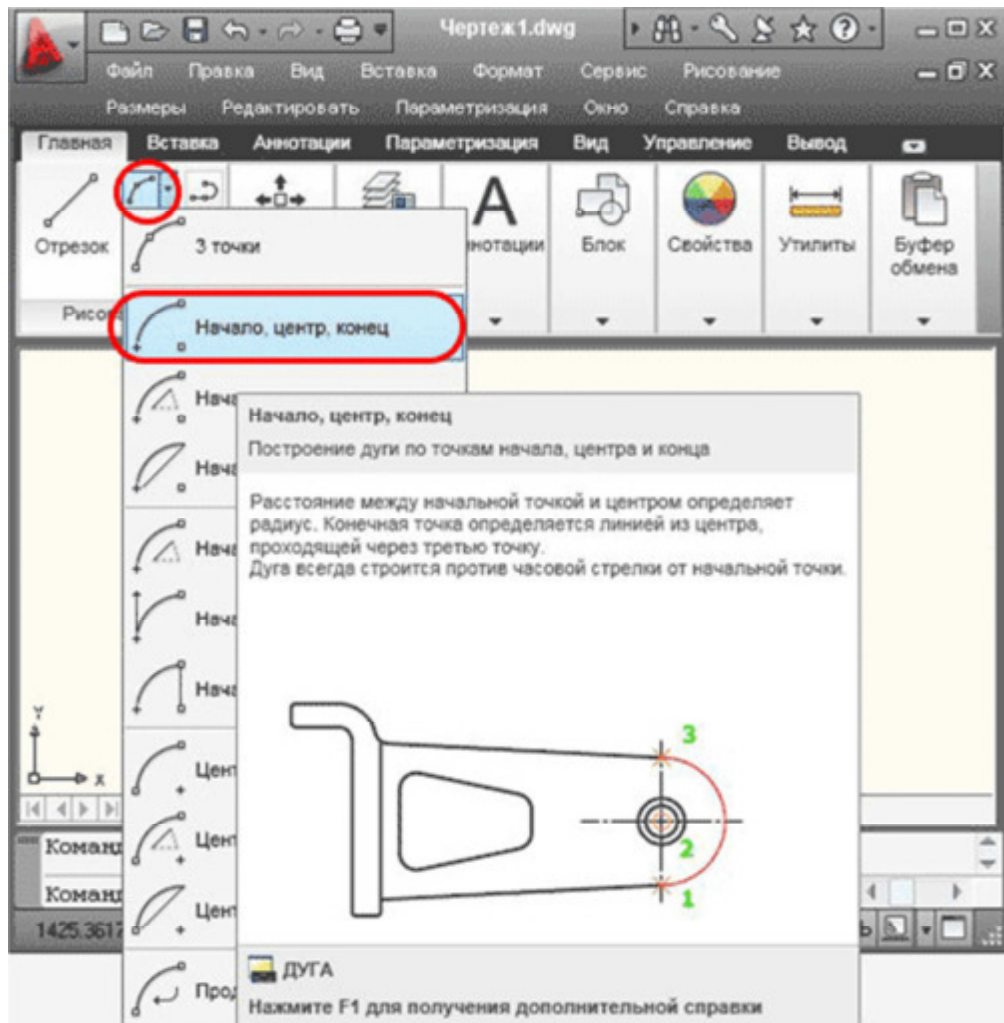 Чертеж1.dwg
Файл Правка Вид Вставка Формат Сервис Рисование
Размеры Редактировать Параметризация Окно Справка
Главная Вставка Аннотации Параметризация Вид Управление Вывод
A
Отрезок
Блок Свойства Утилиты Буфер
обмена
3 точки
Начало, центр, конец
Начало, центр, конец
Построение дуги по точкам начала, центра и конца
Расстояние между начальной точкой и центром определяет
радиус. Конечная точка определяется линией из центра,
проходящей через третью точку.
Дуга всегда строится против часовой стрелки от начальной точки.
3
2
1
Y
X
1425.3617
ДУГА
Нажмите F1 для получения дополнительной справки